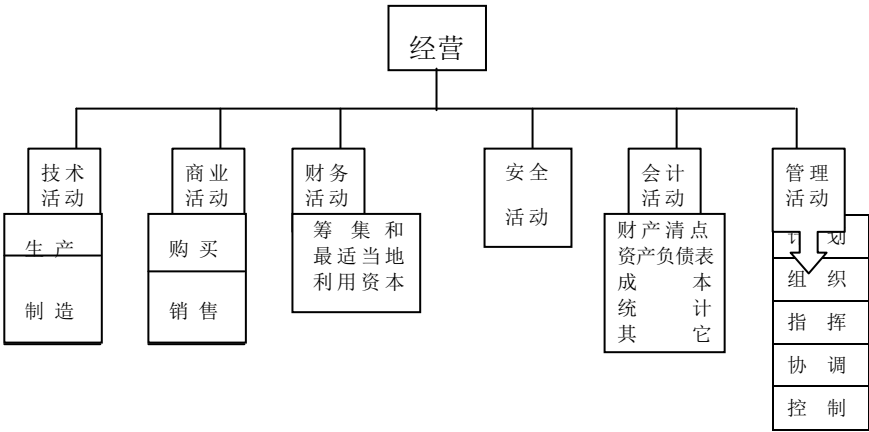 经营
技术
活动
生产
制造
商业
活动
购买
销售
财务
活动
筹集和
最适当地
利用资本
安全
活动
会计
活动
财产清点
资产负债表
成本
统计
其它
管理
活动
计划
组织
指挥
协调
控制